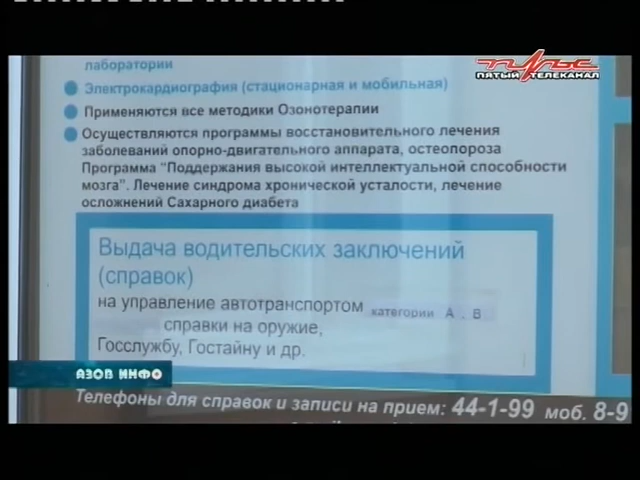 лаборатории
Электрокардиография (стационарная и мобильная)
Применяются все методики Озонотерапии
Осуществляются программы восстановительного лечения
заболеваний опорно-двигательного аппарата, остеопороза
Программа "Поддержания высокой интеллектуальной способности
мозга". Лечение синдрома хронической усталости, лечение
осложнений Сахарного диабета
Выдача водительских заключений
(справок)
на управление автотранспортом категории А . В
справки на оружие,
Госслужбу, Гостайну и др.
Телефоны для справок и записи на прием: 44-1-99 моб. 8-9
ПУЛЬС
ПЯТЫЙ ТЕЛЕКАНАЛ
АЗОВ ИНФО